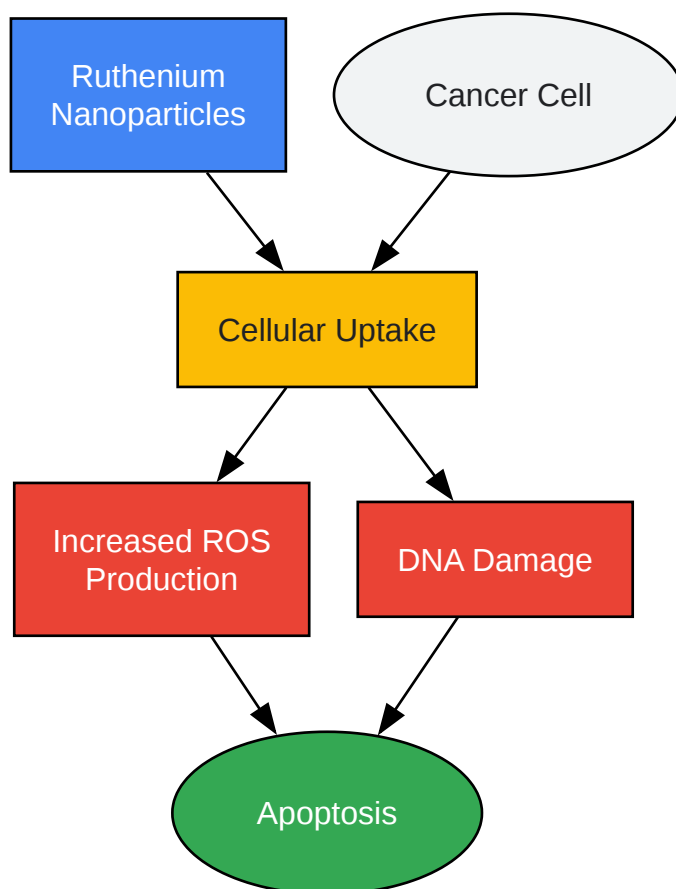 Ruthenium
Nanoparticles
Cancer Cell
Cellular Uptake
Increased ROS
Production
DNA Damage
Apoptosis